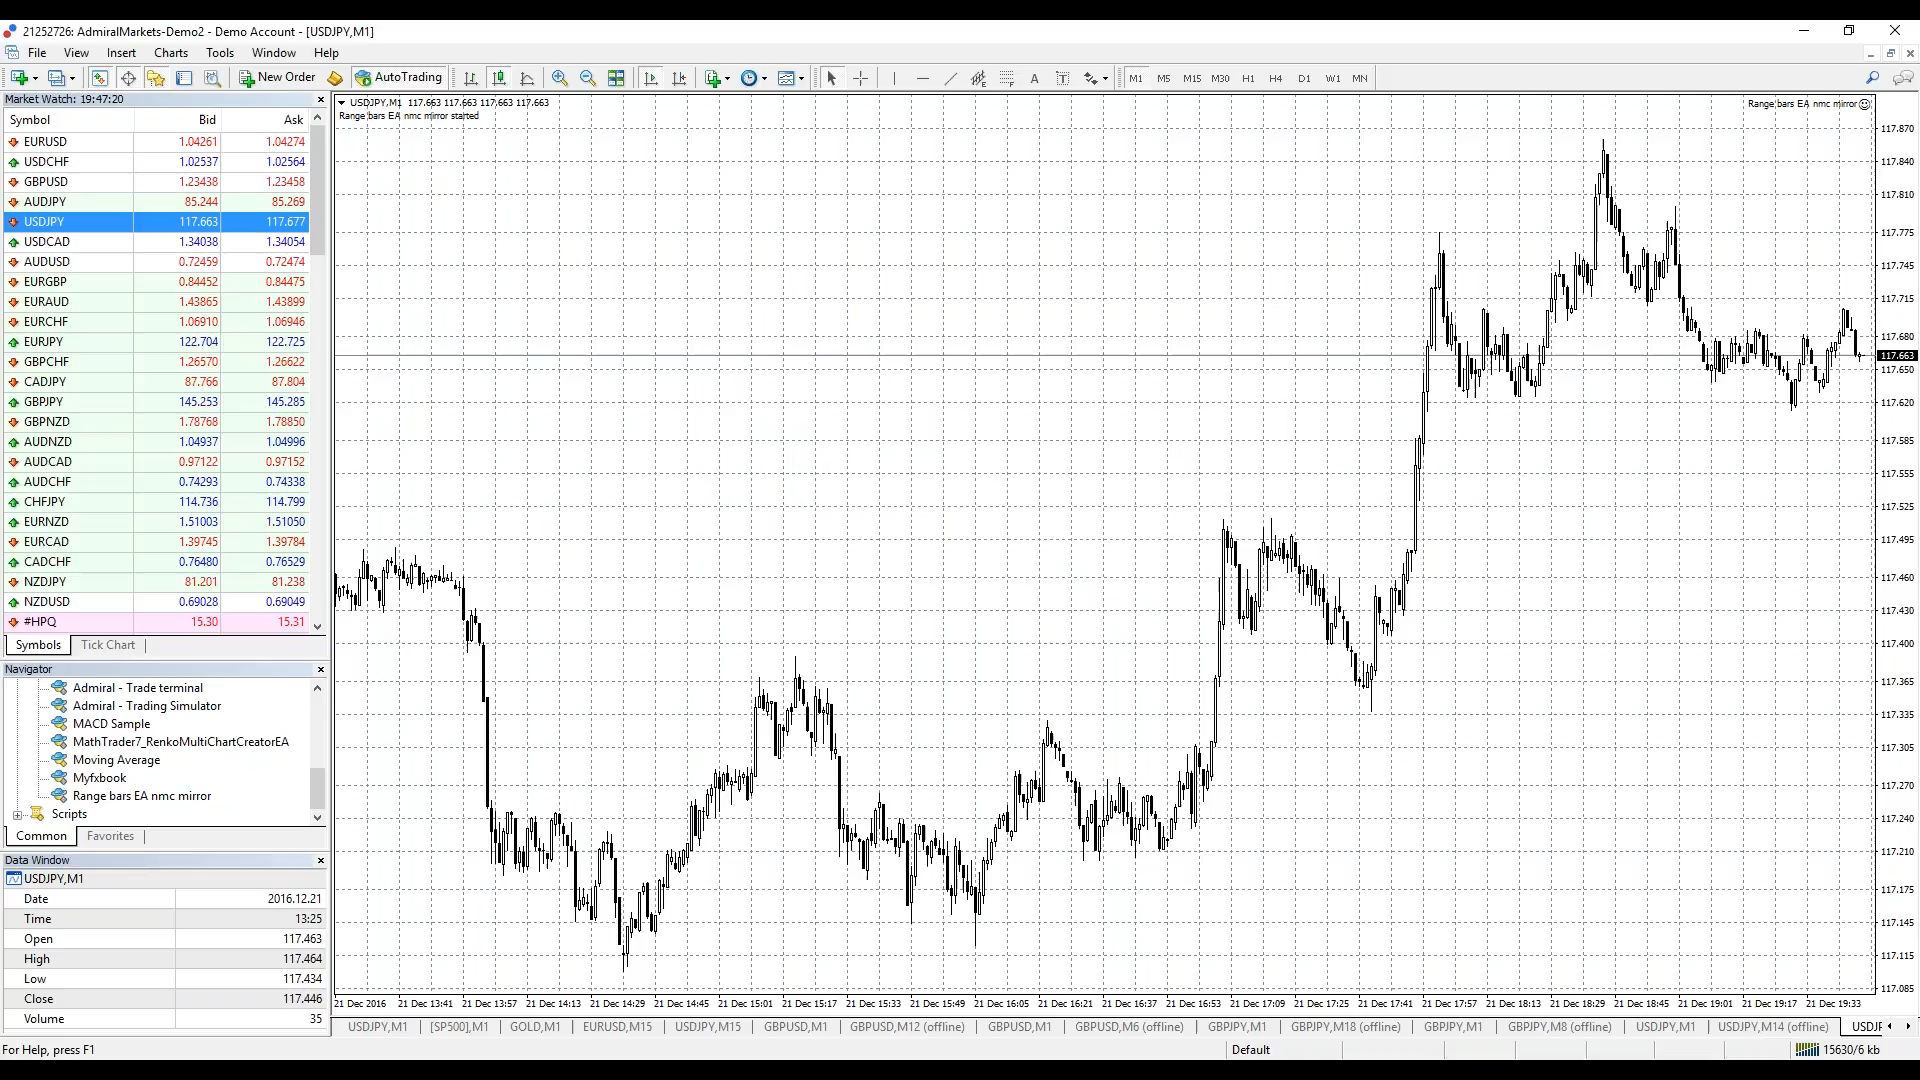 21252726: AdmiralMarkets-Demo2 - Demo Account - [USDJPY,M1]
File View Insert Charts Tools Window Help
New Order AutoTrading A T M1 M5 M15 M30 H1 H4 D1 W1 MN
Market Watch: 19:47:20
Symbol Bid Ask
EURUSD 1.04261 1.04274
USDCHF 1.02537 1.02564
GBPUSD 1.23438 1.23458
AUDJPY 85.244 85.269
USDJPY 117.663 117.677
USDCAD 1.34038 1.34054
AUDUSD 0.72459 0.72474
EURGBP 0.84452 0.84475
EURAUD 1.43865 1.43899
EURCHF 1.06910 1.06946
EURJPY 122.704 122.725
GBPCHF 1.26570 1.26622
CADJPY 87.766 87.804
GBPJPY 145.253 145.285
GBPNZD 1.78768 1.78850
AUDNZD 1.04937 1.04996
AUDCAD 0.97122 0.97152
AUDCHF 0.74293 0.74338
CHFJPY 114.736 114.799
EURNZD 1.51003 1.51050
EURCAD 1.39745 1.39784
CADCHF 0.76480 0.76529
NZDJPY 81.201 81.238
NZDUSD 0.69028 0.69049
#HPQ 15.30 15.31
Symbols Tick Chart
Navigator
Admiral - Trade terminal
Admiral - Trading Simulator
MACD Sample
MathTrader7_RenkoMultiChartCreatorEA
Moving Average
Myfxbook
Range bars EA nmc mirror
Scripts
Common Favorites
Data Window
USDJPY,M1
Date 2016.12.21
Time 13:25
Open 117.463
High 117.464
Low 117.434
Close 117.446
Volume 35
USDJPY,M1 117.663 117.663 117.663 117.663
Range bars EA nmc mirror started
Range bars EA nmc mirror
117.870
117.840
117.810
117.775
117.745
117.715
117.680
117.663
117.650
117.620
117.585
117.555
117.525
117.495
117.460
117.430
117.400
117.365
117.335
117.305
117.270
117.240
117.210
117.175
117.145
117.115
117.085
21 Dec 2016 21 Dec 13:41 21 Dec 13:57 21 Dec 14:13 21 Dec 14:29 21 Dec 14:45 21 Dec 15:01 21 Dec 15:17 21 Dec 15:33 21 Dec 15:49 21 Dec 16:05 21 Dec 16:21 21 Dec 16:37 21 Dec 16:53 21 Dec 17:09 21 Dec 17:25 21 Dec 17:41 21 Dec 17:57 21 Dec 18:13 21 Dec 18:29 21 Dec 18:45 21 Dec 19:01 21 Dec 19:17 21 Dec 19:33
USDJPY,M1 [SP500],M1 GOLD,M1 EURUSD,M15 USDJPY,M15 GBPUSD,M1 GBPUSD,M12 (offline) GBPUSD,M1 GBPUSD,M6 (offline) GBPJPY,M1 GBPJPY,M18 (offline) GBPJPY,M1 GBPJPY,M8 (offline) USDJPY,M1 USDJPY,M14 (offline) USDJF
For Help, press F1 Default 15630/6 kb